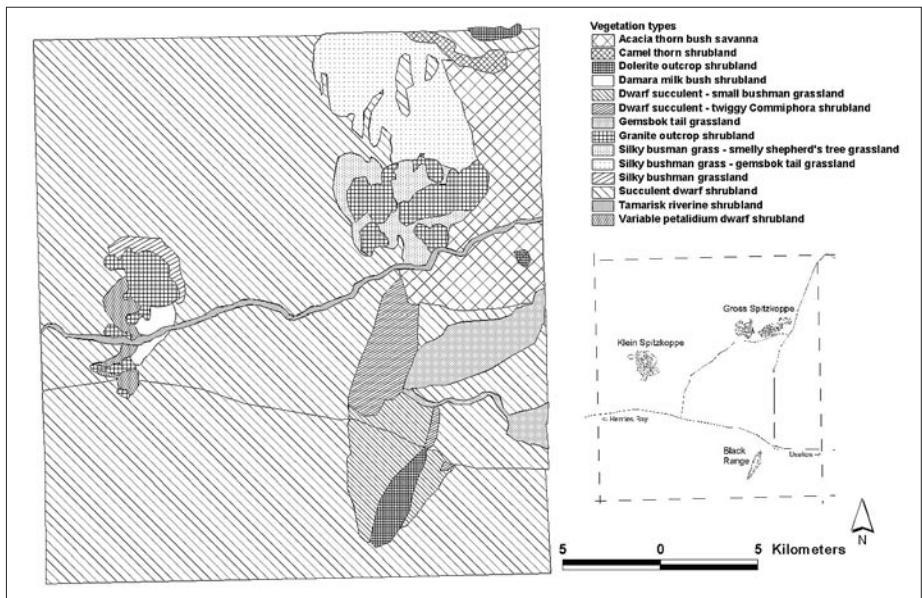 Vegetation types
Acacia thorn bush savanna
Camel thorn shrubland
Dolerite outcrop shrubland
Damara milk bush shrubland
Dwarf succulent - small bushman grassland
Dwarf succulent - twiggy Commiphora shrubland
Gemsbok tail grassland
Granite outcrop shrubland
Silky busman grass - smelly shepherd's tree grassland
Silky bushman grass - gemsbok tail grassland
Silky bushman grassland
Succulent dwarf shrubland
Tamarisk riverine shrubland
Variable petalidium dwarf shrubland
Gross Spitzkoppe
Klein Spitzkoppe
<- Henties Bay
Black
Range
Usakos ->
N
5 0 5 Kilometers